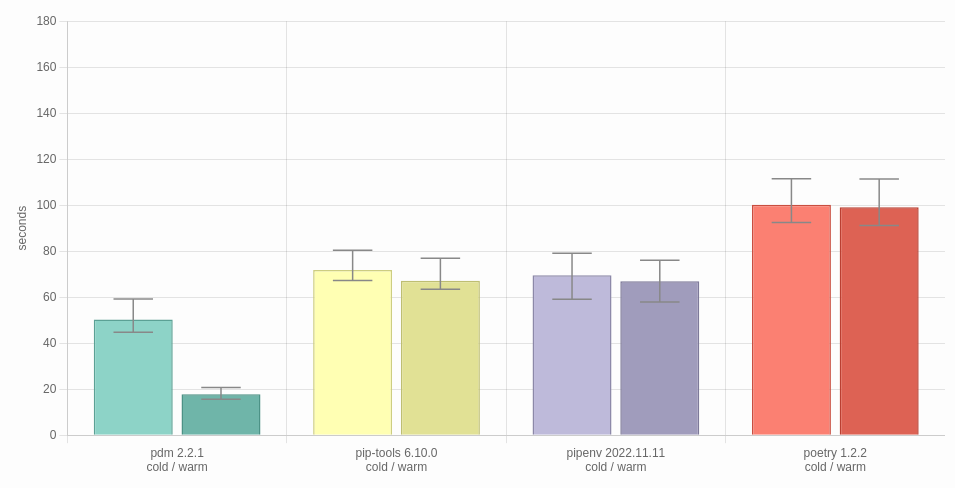 180
160
140
120
100
80
60
40
20
0
seconds
pdm 2.2.1
cold / warm
pip-tools 6.10.0
cold / warm
pipenv 2022.11.11
cold / warm
poetry 1.2.2
cold / warm